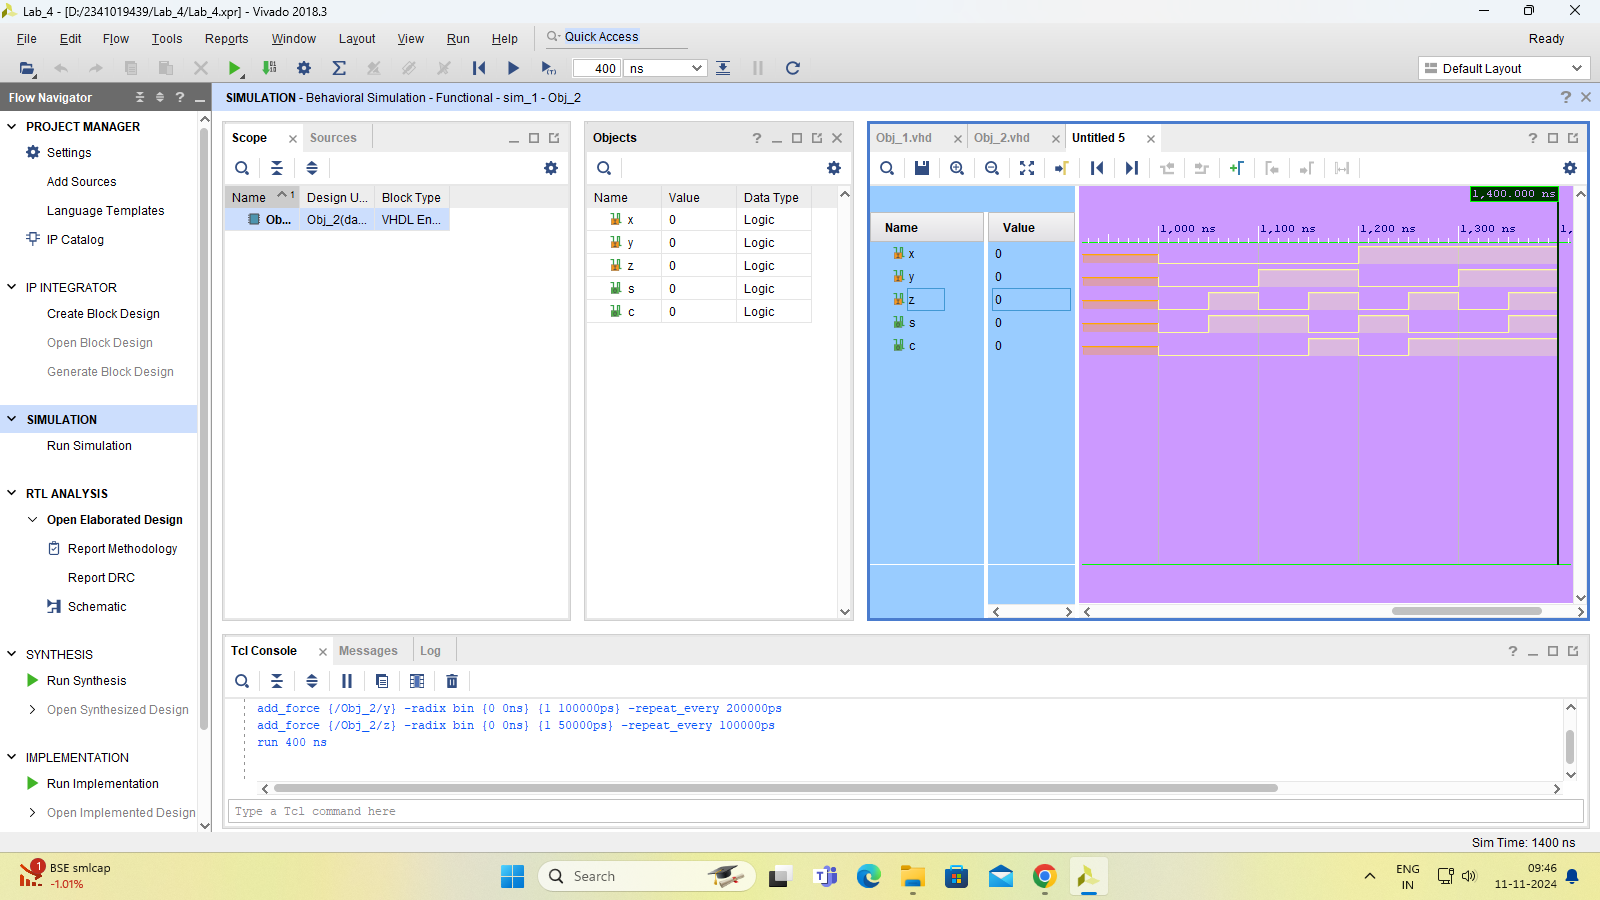 Lab_4 - [D:/2341019439/Lab_4/Lab_4.xpr] - Vivado 2018.3
File Edit Flow Tools Reports Window Layout View Run Help Quick Access Ready
400 ns Default Layout
Flow Navigator
SIMULATION - Behavioral Simulation - Functional - sim_1 - Obj_2
PROJECT MANAGER
Settings
Add Sources
Language Templates
IP Catalog
IP INTEGRATOR
Create Block Design
Open Block Design
Generate Block Design
SIMULATION
Run Simulation
RTL ANALYSIS
Open Elaborated Design
Report Methodology
Report DRC
Schematic
SYNTHESIS
Run Synthesis
Open Synthesized Design
IMPLEMENTATION
Run Implementation
Open Implemented Design
Scope Sources
Name 1 Design U... Block Type
Ob... Obj_2(da... VHDL En...
Objects
Name Value Data Type
x 0 Logic
y 0 Logic
z 0 Logic
s 0 Logic
c 0 Logic
Obj_1.vhd Obj_2.vhd Untitled 5
1,400.000 ns
Name Value
1,000 ns 1,100 ns 1,200 ns 1,300 ns 1,
x 0
y 0
z 0
s 0
c 0
Tcl Console Messages Log
add_force {/Obj_2/y} -radix bin {0 0ns} {1 100000ps} -repeat_every 200000ps
add_force {/Obj_2/z} -radix bin {0 0ns} {1 50000ps} -repeat_every 100000ps
run 400 ns
Type a Tcl command here
Sim Time: 1400 ns
1 BSE smlcap
-1.01%
Search
ENG
IN
09:46
11-11-2024